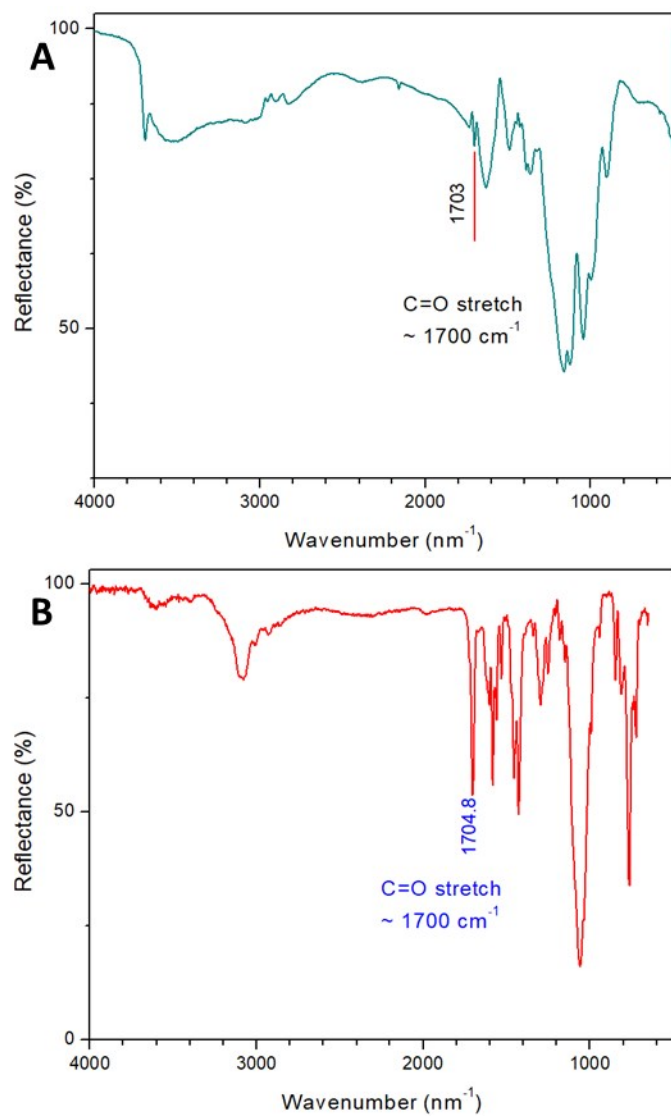 A
100
50
Reflectance (%)
1703
C=O stretch
~ 1700 cm⁻¹
4000 3000 2000 1000
Wavenumber (nm⁻¹)
B
100
50
0
Reflectance (%)
1704.8
C=O stretch
~ 1700 cm⁻¹
4000 3000 2000 1000
Wavenumber (nm⁻¹)